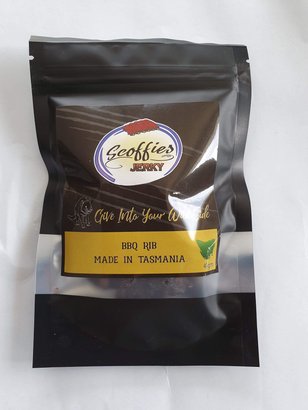 Scoffies
JERKY
Give Into Your Wild Side
BBQ RIB
MADE IN TASMANIA